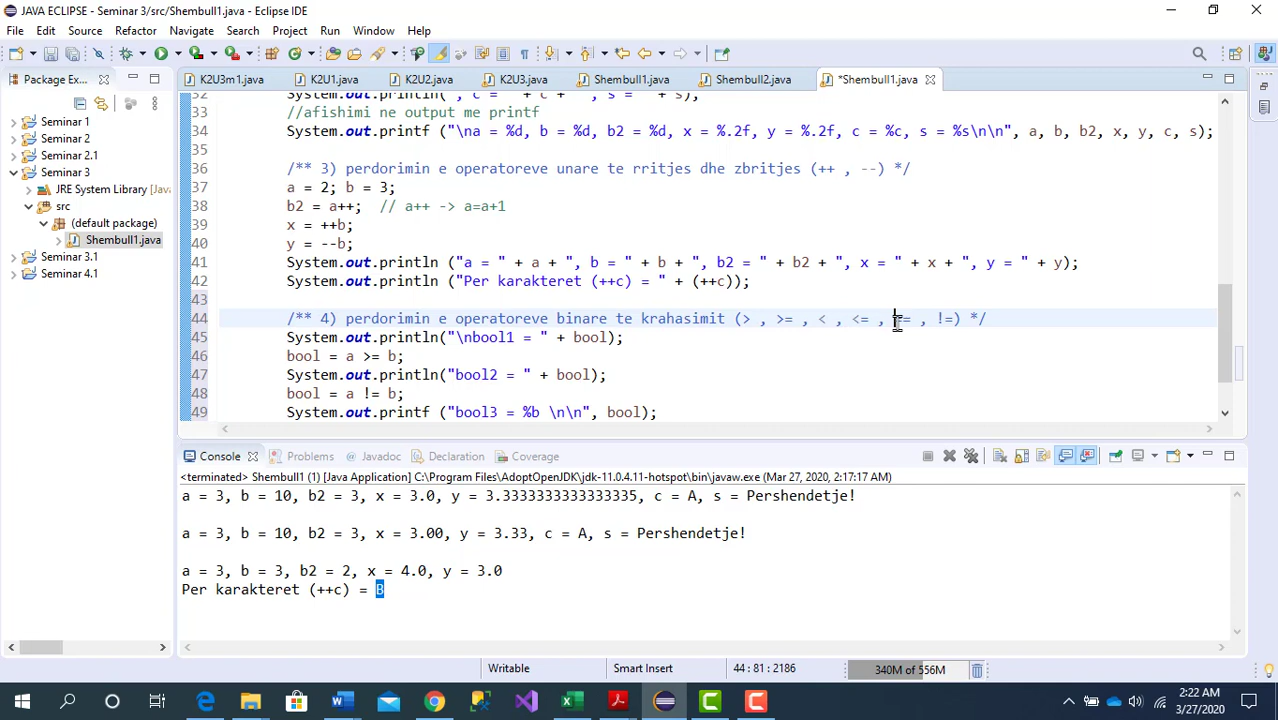 JAVA ECLIPSE - Seminar 3/src/Shembull1.java - Eclipse IDE
File Edit Source Refactor Navigate Search Project Run Window Help
Package Ex...
K2U3m1.java K2U1.java K2U2.java K2U3.java Shembull1.java Shembull2.java *Shembull1.java
Seminar 1
Seminar 2
Seminar 2.1
Seminar 3
JRE System Library [Java
src
(default package)
Shembull1.java
Seminar 3.1
Seminar 4.1
32 System.out.println(", c = " + c + " , s = " + s);
33 //afishimi ne output me printf
34 System.out.printf ("\na = %d, b = %d, b2 = %d, x = %.2f, y = %.2f, c = %c, s = %s\n\n", a, b, b2, x, y, c, s);
35
36 /** 3) perdorimin e operatoreve unare te rritjes dhe zbritjes (++ , --) */
37 a = 2; b = 3;
38 b2 = a++; // a++ -> a=a+1
39 x = ++b;
40 y = --b;
41 System.out.println ("a = " + a + ", b = " + b + ", b2 = " + b2 + ", x = " + x + ", y = " + y);
42 System.out.println ("Per karakteret (++c) = " + (++c));
43
44 /** 4) perdorimin e operatoreve binare te krahasimit (> , >= , < , <= , == , !=) */
45 System.out.println("\nbool1 = " + bool);
46 bool = a >= b;
47 System.out.println("bool2 = " + bool);
48 bool = a != b;
49 System.out.printf ("bool3 = %b \n\n", bool);
Console Problems Javadoc Declaration Coverage
<terminated> Shembull1 (1) [Java Application] C:\Program Files\AdoptOpenJDK\jdk-11.0.4.11-hotspot\bin\javaw.exe (Mar 27, 2020, 2:17:17 AM)
a = 3, b = 10, b2 = 3, x = 3.0, y = 3.3333333333333335, c = A, s = Pershendetje!
a = 3, b = 10, b2 = 3, x = 3.00, y = 3.33, c = A, s = Pershendetje!
a = 3, b = 3, b2 = 2, x = 4.0, y = 3.0
Per karakteret (++c) = B
Writable Smart Insert 44 : 81 : 2186 340M of 556M
2:22 AM
3/27/2020